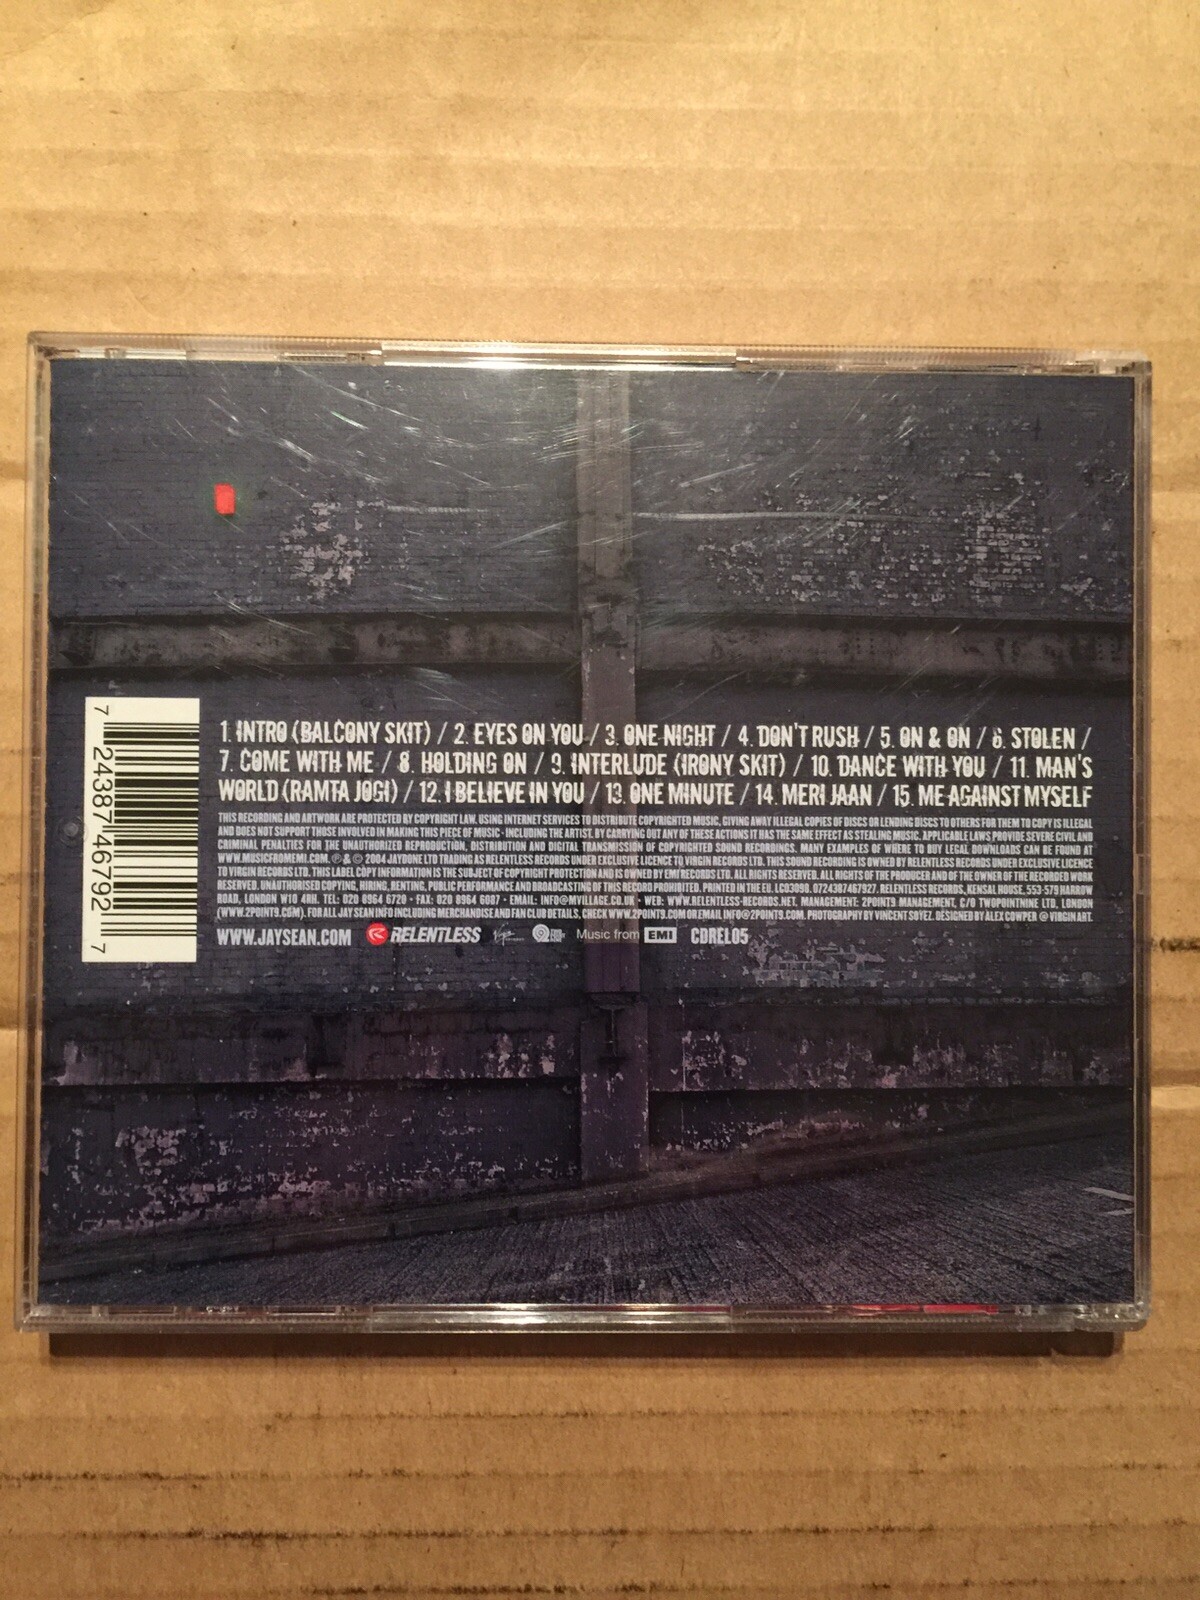 1. INTRO (BALCONY SKIT) / 2. EYES ON YOU / 3. ONE NIGHT / 4. DON'T RUSH / 5. ON & ON / 6. STOLEN /
7. COME WITH ME / 8. HOLDING ON / 9. INTERLUDE (IRONY SKIT) / 10. DANCE WITH YOU / 11. MAN'S
WORLD (RAMTA JOGI) / 12. I BELIEVE IN YOU / 13. ONE MINUTE / 14. MERI JAAN / 15. ME AGAINST MYSELF
THIS RECORDING AND ARTWORK ARE PROTECTED BY COPYRIGHT LAW. USING INTERNET SERVICES TO DISTRIBUTE COPYRIGHTED MUSIC, GIVING AWAY ILLEGAL COPIES OF DISCS OR LENDING DISCS TO OTHERS FOR THEM TO COPY IS ILLEGAL
AND DOES NOT SUPPORT THOSE INVOLVED IN MAKING THIS PIECE OF MUSIC - INCLUDING THE ARTIST. BY CARRYING OUT ANY OF THESE ACTIONS IT HAS THE SAME EFFECT AS STEALING MUSIC. APPLICABLE LAWS PROVIDE SEVERE CIVIL AND
CRIMINAL PENALTIES FOR THE UNAUTHORIZED REPRODUCTION, DISTRIBUTION AND DIGITAL TRANSMISSION OF COPYRIGHTED SOUND RECORDINGS. MANY EXAMPLES OF WHERE TO BUY LEGAL DOWNLOADS CAN BE FOUND AT
WWW.MUSICFROMEMI.COM. ℗ & © 2004 JAYDONE LTD TRADING AS RELENTLESS RECORDS UNDER EXCLUSIVE LICENCE TO VIRGIN RECORDS LTD. THIS SOUND RECORDING IS OWNED BY RELENTLESS RECORDS UNDER EXCLUSIVE LICENCE
TO VIRGIN RECORDS LTD. THIS LABEL COPY INFORMATION IS THE SUBJECT OF COPYRIGHT PROTECTION AND IS OWNED BY EMI RECORDS LTD. ALL RIGHTS RESERVED. ALL RIGHTS OF THE PRODUCER AND OF THE OWNER OF THE RECORDED WORK
RESERVED. UNAUTHORISED COPYING, HIRING, RENTING, PUBLIC PERFORMANCE AND BROADCASTING OF THIS RECORD PROHIBITED. PRINTED IN THE EU. LC03098. 0724387467927. RELENTLESS RECORDS, KENSAL HOUSE, 553-579 HARROW
ROAD, LONDON W10 4RH. TEL: 020 8964 6720 • FAX: 020 8964 6087 • EMAIL: INFO@MVILLAGE.CO.UK • WEB: WWW.RELENTLESS-RECORDS.NET. MANAGEMENT: 2POINT9 MANAGEMENT, C/O TWOPOINTNINE LTD, LONDON
(WWW.2POINT9.COM). FOR ALL JAY SEAN INFO INCLUDING MERCHANDISE AND FAN CLUB DETAILS, CHECK WWW.2POINT9.COM OR EMAIL INFO@2POINT9.COM. PHOTOGRAPHY BY VINCENT SOYEZ. DESIGNED BY ALEX COWPER @ VIRGIN ART.
WWW.JAYSEAN.COM RELENTLESS Virgin Music from EMI CDREL05
7 24387 46792 7